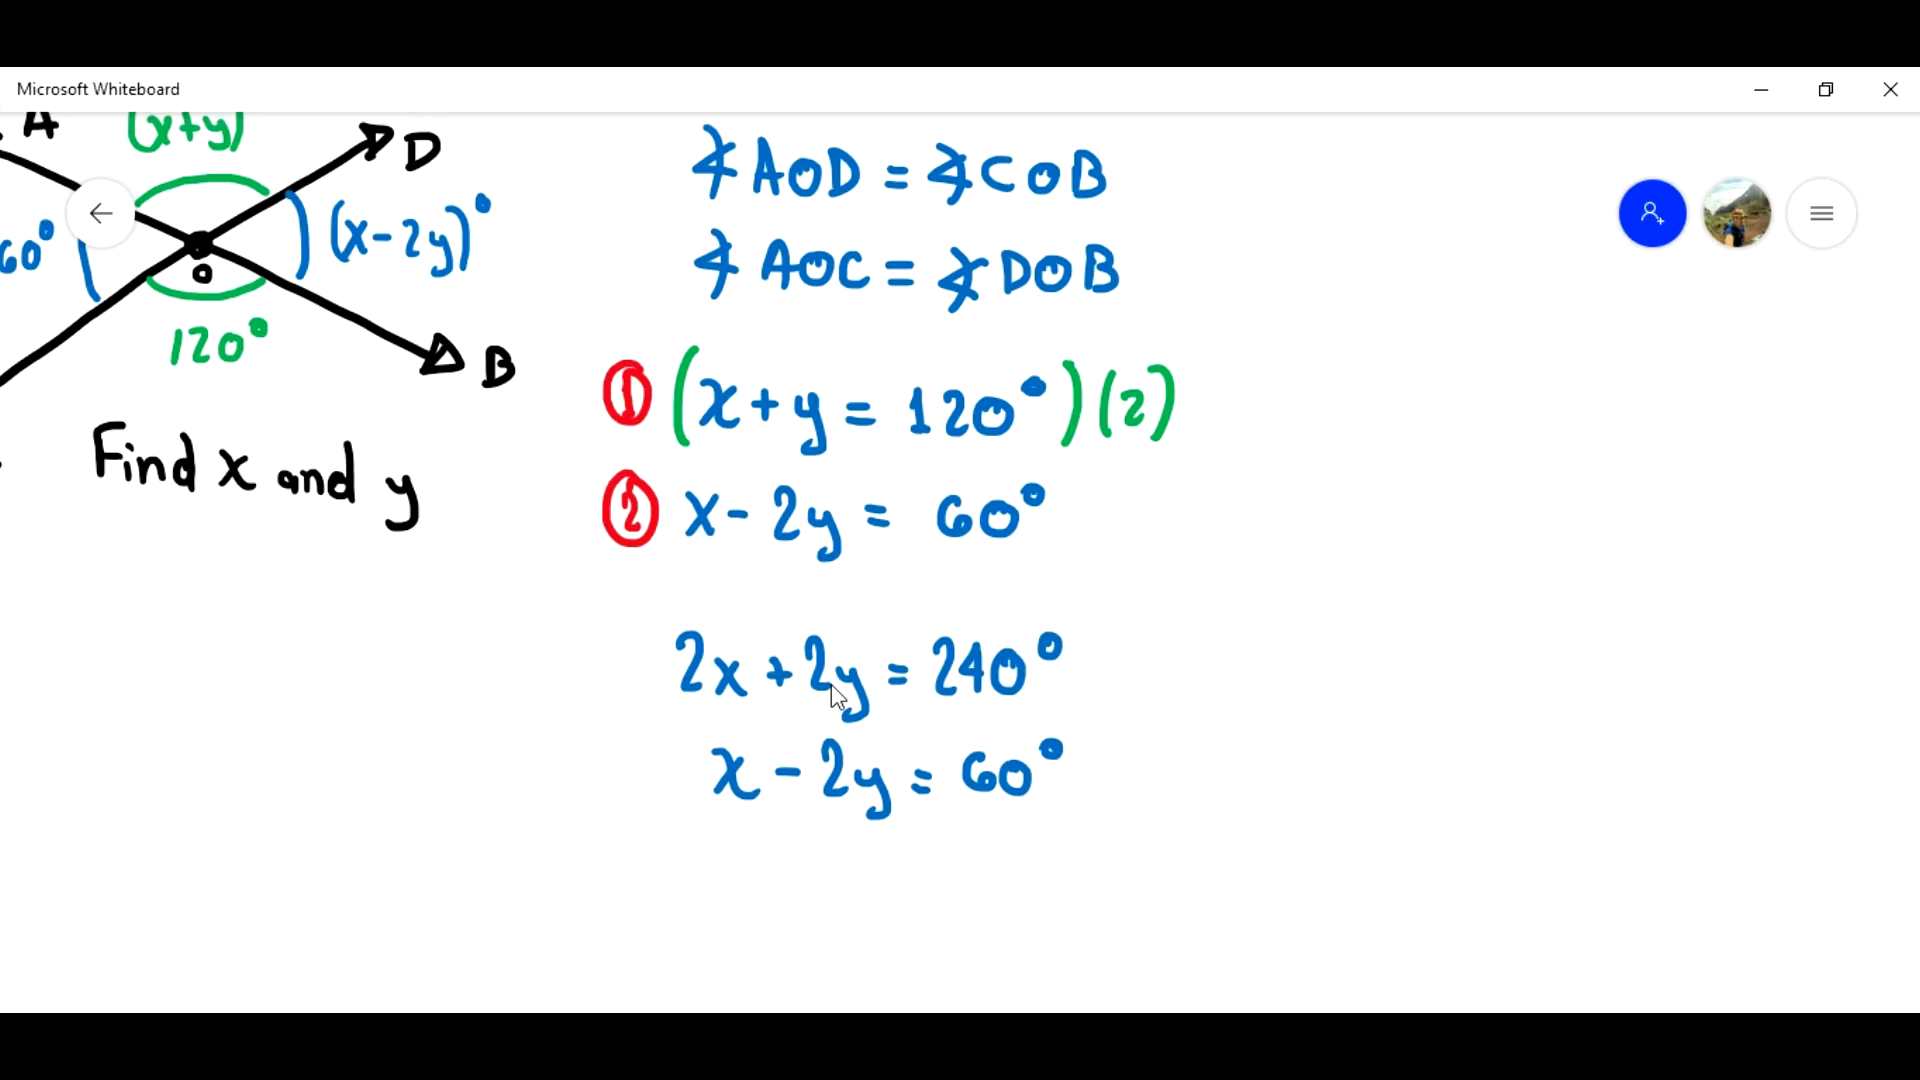 Microsoft Whiteboard
A
(x+y)
D
60°
(x-2y)°
O
120°
B
Find x and y
∢AOD = ∢COB
∢AOC = ∢DOB
① (x+y = 120°)(2)
② x-2y = 60°
2x+2y = 240°
x-2y = 60°